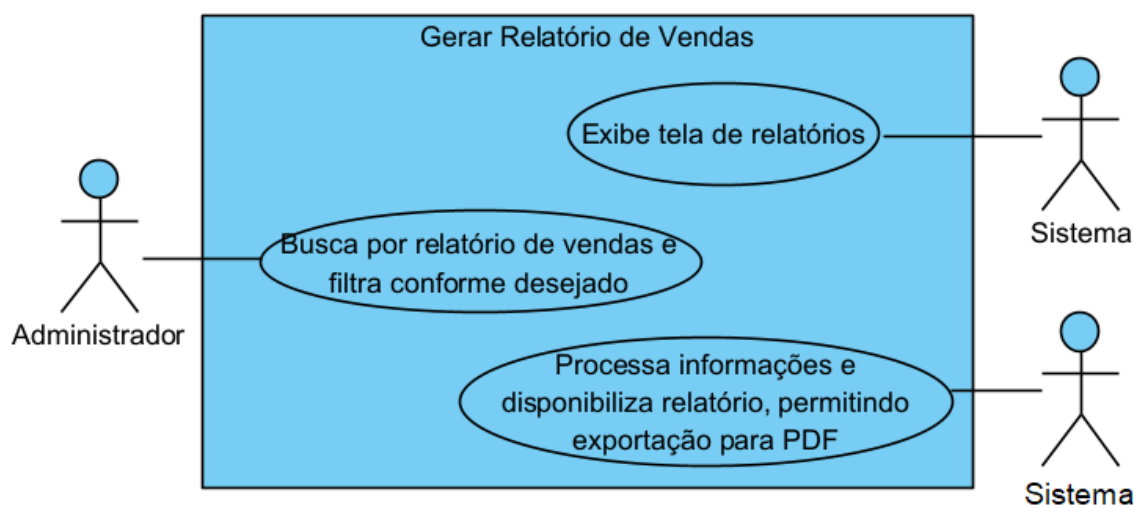 Gerar Relatório de Vendas
Exibe tela de relatórios
Sistema
Busca por relatório de vendas e
filtra conforme desejado
Administrador
Processa informações e
disponibiliza relatório, permitindo
exportação para PDF
Sistema